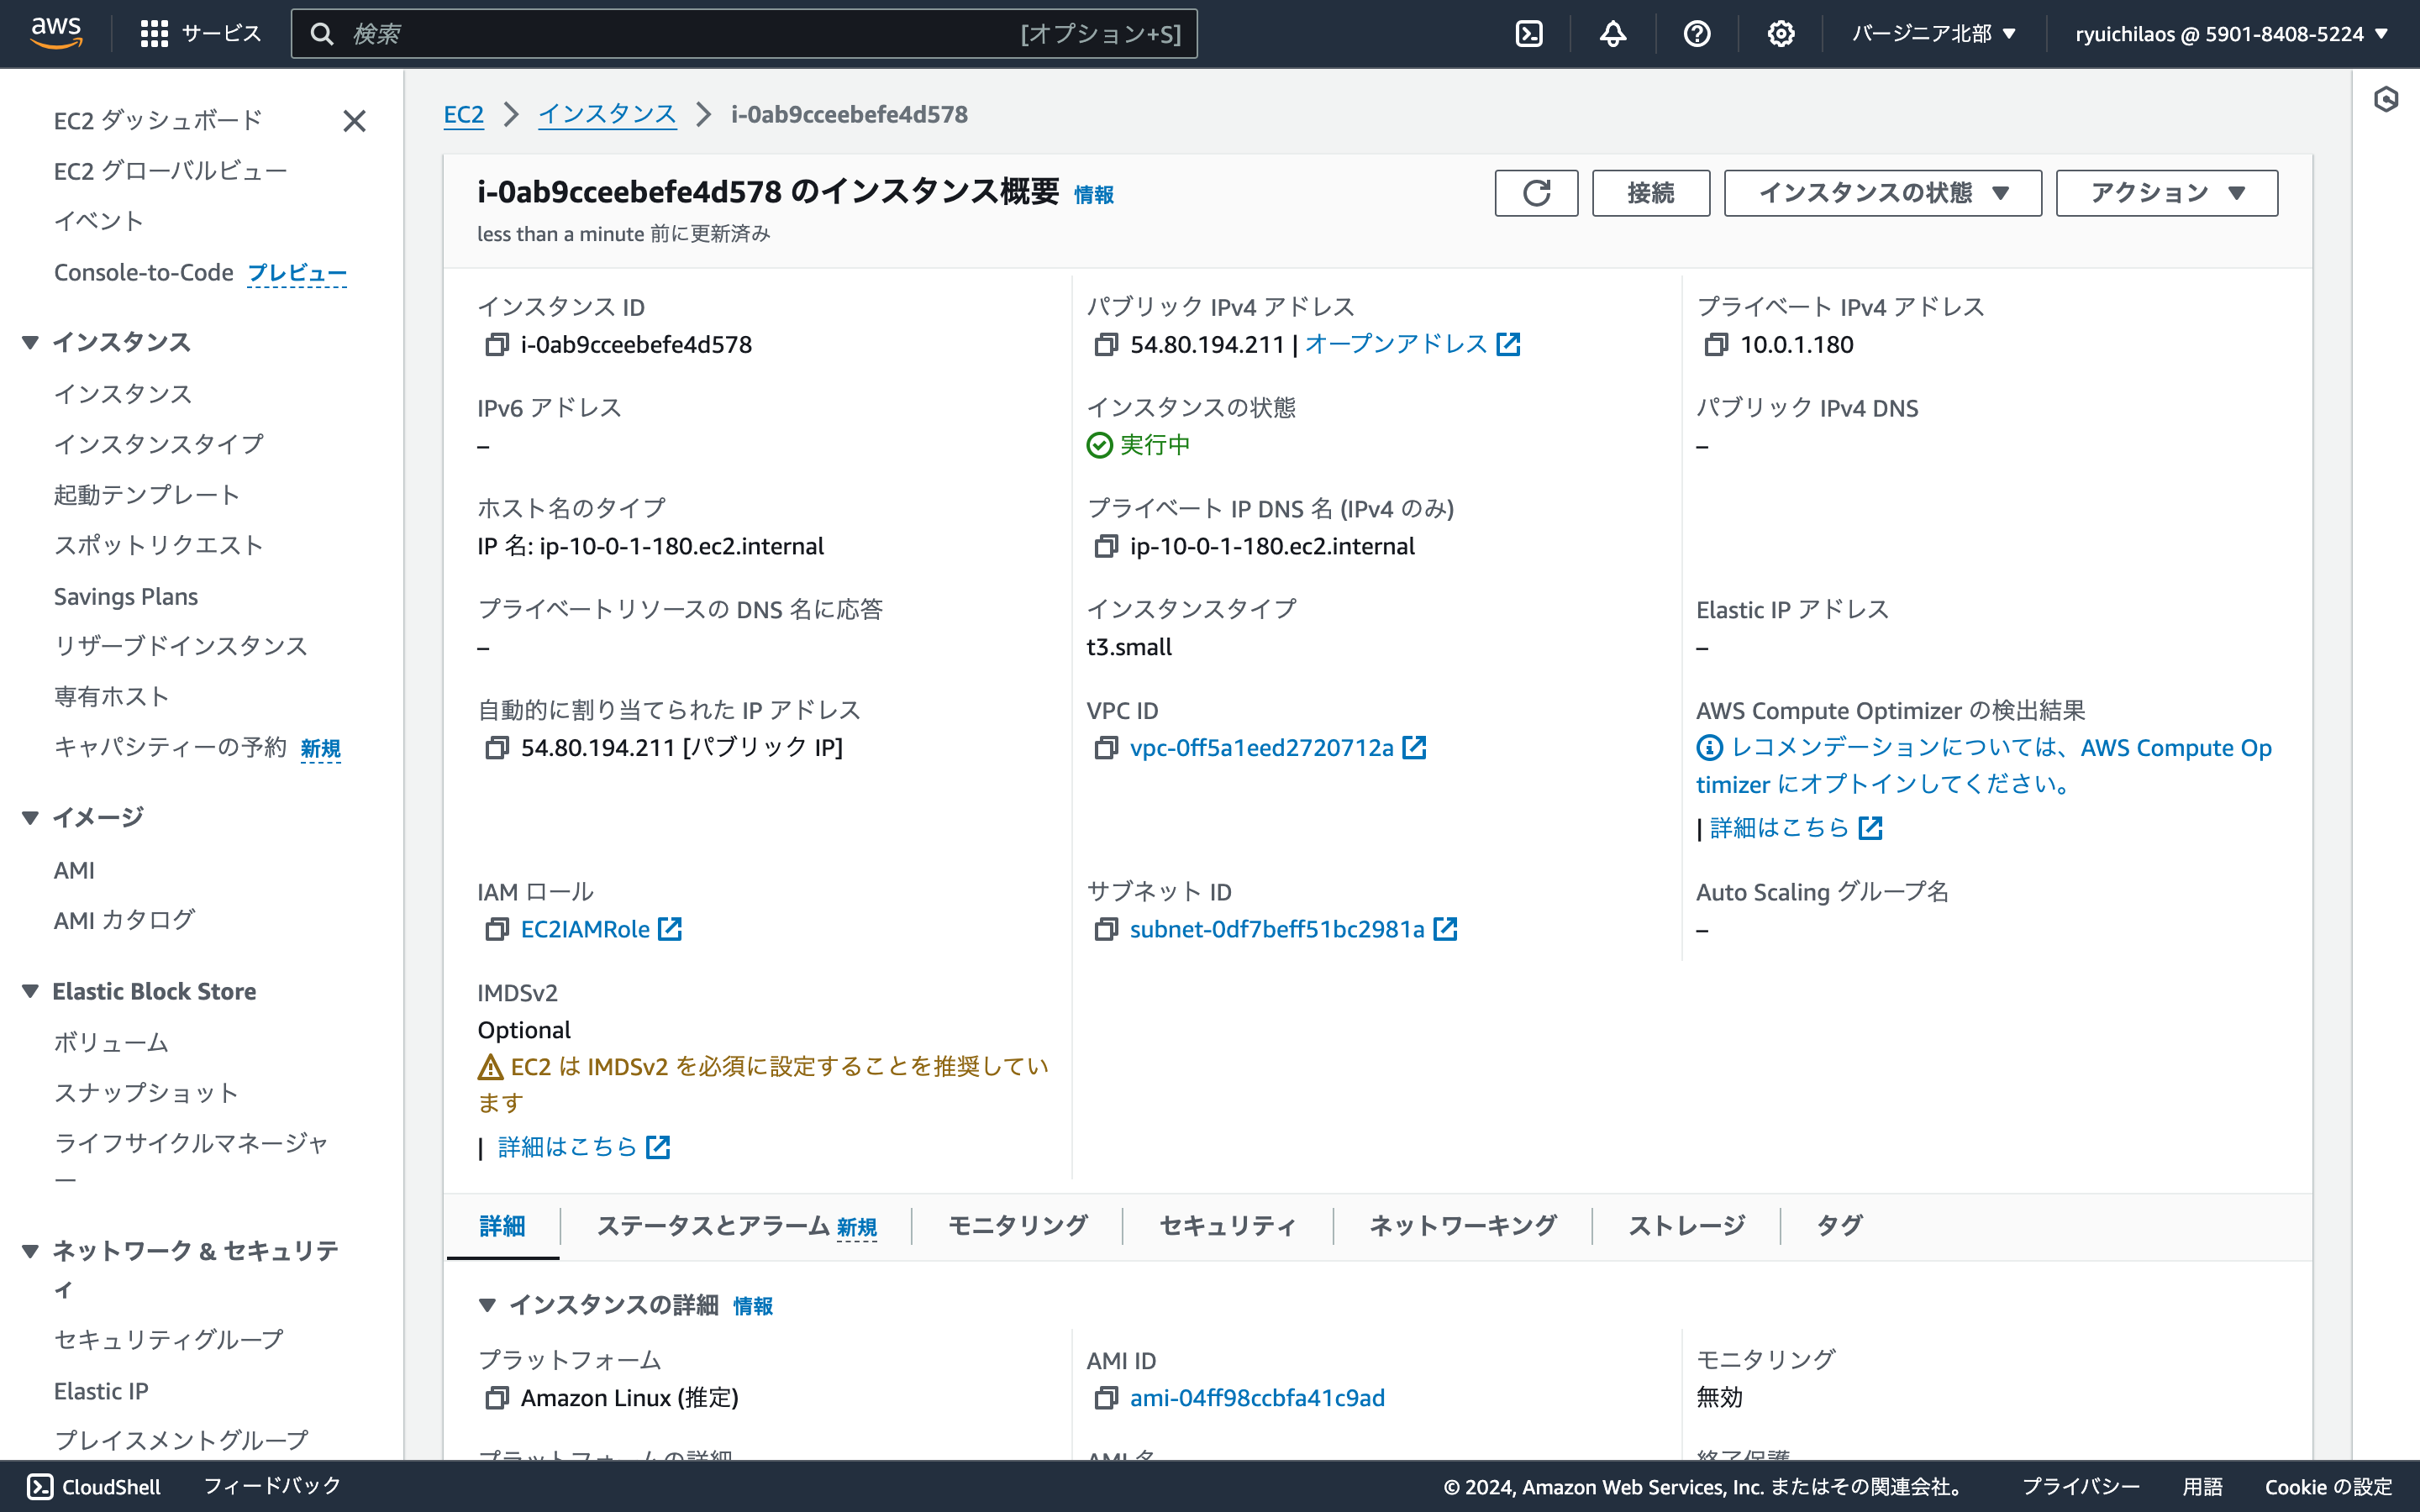 aws
サービス
検索
[オプション+S]
バージニア北部
ryuichilaos @ 5901-8408-5224
EC2 ダッシュボード
EC2 グローバルビュー
イベント
Console-to-Code プレビュー
インスタンス
インスタンス
インスタンスタイプ
起動テンプレート
スポットリクエスト
Savings Plans
リザーブドインスタンス
専有ホスト
キャパシティーの予約 新規
イメージ
AMI
AMI カタログ
Elastic Block Store
ボリューム
スナップショット
ライフサイクルマネージャ
ー
ネットワーク & セキュリテ
ィ
セキュリティグループ
Elastic IP
プレイスメントグループ
EC2 > インスタンス > i-0ab9cceebefe4d578
i-0ab9cceebefe4d578 のインスタンス概要 情報
less than a minute 前に更新済み
接続
インスタンスの状態
アクション
インスタンス ID
i-0ab9cceebefe4d578
パブリック IPv4 アドレス
54.80.194.211 | オープンアドレス
プライベート IPv4 アドレス
10.0.1.180
IPv6 アドレス
–
インスタンスの状態
実行中
パブリック IPv4 DNS
–
ホスト名のタイプ
IP 名: ip-10-0-1-180.ec2.internal
プライベート IP DNS 名 (IPv4 のみ)
ip-10-0-1-180.ec2.internal
プライベートリソースの DNS 名に応答
–
インスタンスタイプ
t3.small
Elastic IP アドレス
–
自動的に割り当てられた IP アドレス
54.80.194.211 [パブリック IP]
VPC ID
vpc-0ff5a1eed2720712a
AWS Compute Optimizer の検出結果
レコメンデーションについては、AWS Compute Op
timizer にオプトインしてください。
| 詳細はこちら
IAM ロール
EC2IAMRole
サブネット ID
subnet-0df7beff51bc2981a
Auto Scaling グループ名
–
IMDSv2
Optional
EC2 は IMDSv2 を必須に設定することを推奨してい
ます
| 詳細はこちら
詳細
ステータスとアラーム 新規
モニタリング
セキュリティ
ネットワーキング
ストレージ
タグ
インスタンスの詳細 情報
プラットフォーム
Amazon Linux (推定)
AMI ID
ami-04ff98ccbfa41c9ad
モニタリング
無効
プラットフォームの詳細
AMI 名
終了保護
CloudShell
フィードバック
© 2024, Amazon Web Services, Inc. またはその関連会社。
プライバシー
用語
Cookie の設定